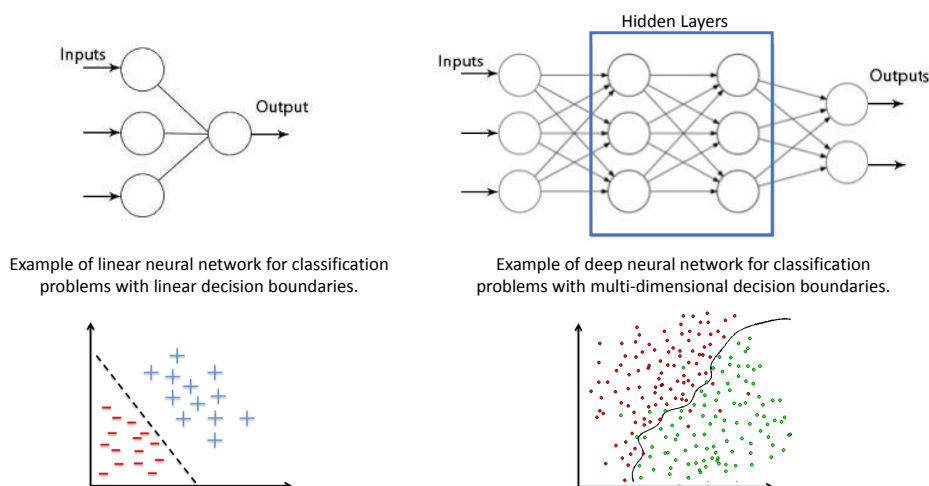 Inputs
Output
Example of linear neural network for classification
problems with linear decision boundaries.
Hidden Layers
Inputs
Outputs
Example of deep neural network for classification
problems with multi-dimensional decision boundaries.